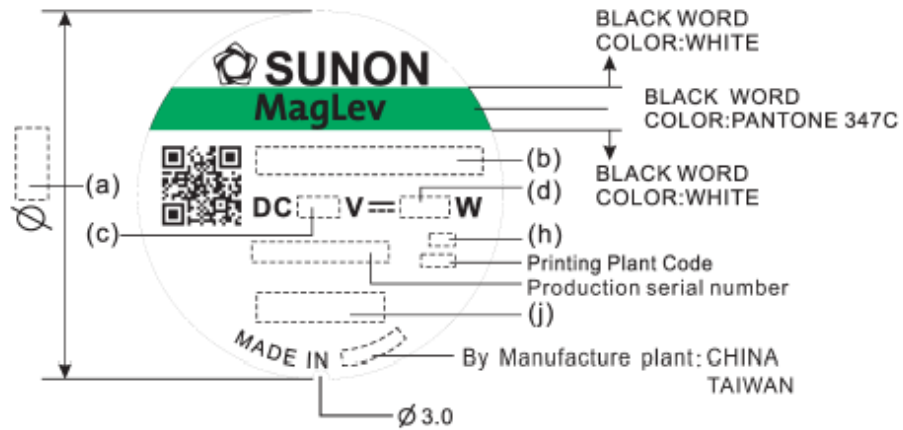 BLACK WORD
COLOR:WHITE
SUNON
MagLev
BLACK WORD
COLOR:PANTONE 347C
(b)
BLACK WORD
COLOR:WHITE
(a)
Ø
(d)
DC V W
(c)
(h)
Printing Plant Code
Production serial number
(j)
MADE IN
By Manufacture plant: CHINA
TAIWAN
Ø3.0